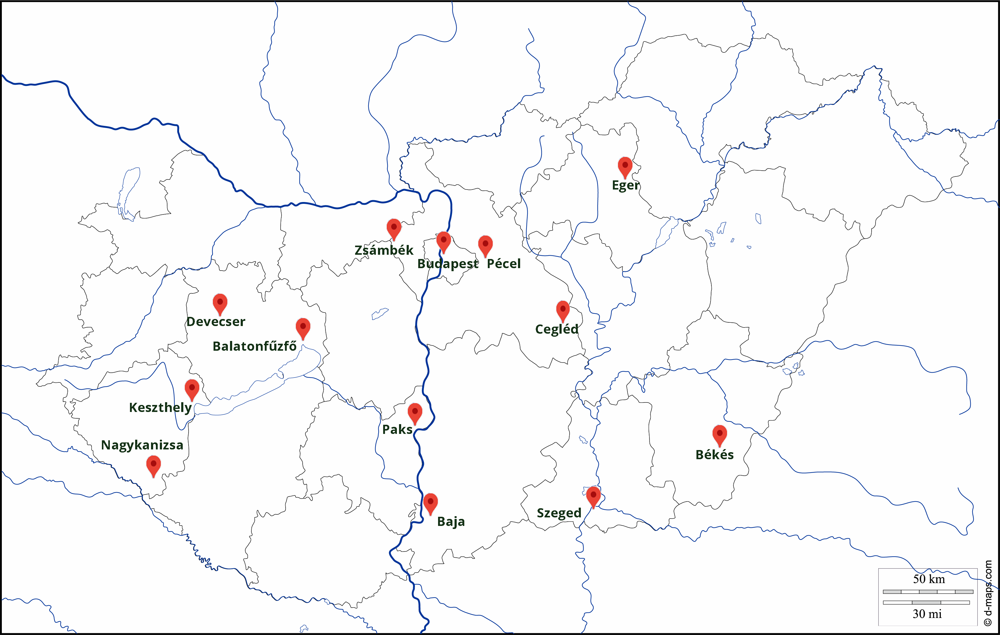 Eger
Zsámbék
Budapest
Pécel
Devecser
Cegléd
Balatonfűzfő
Keszthely
Paks
Nagykanizsa
Békés
Szeged
Baja
50 km
30 mi
© d-maps.com